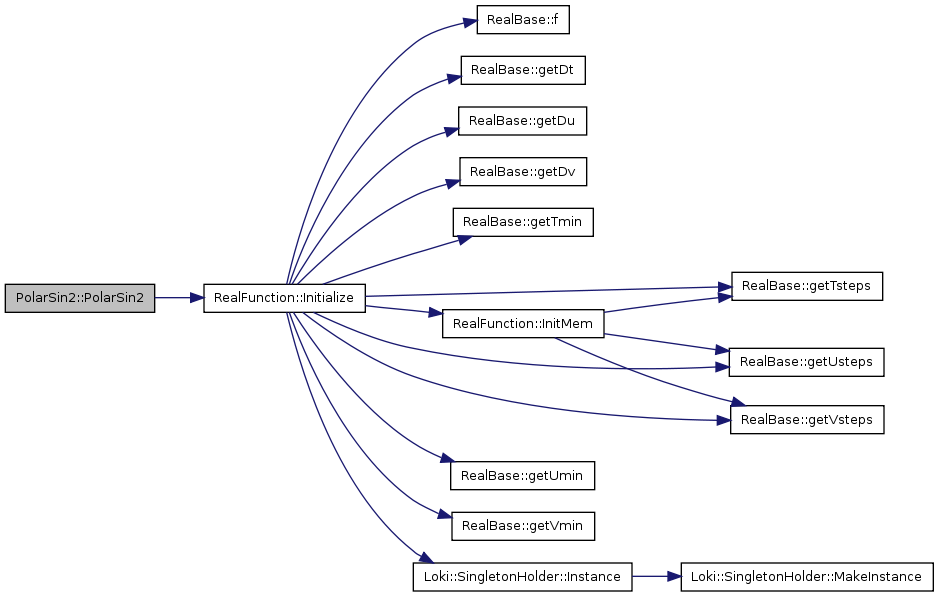 RealBase::f
RealBase::getDt
RealBase::getDu
RealBase::getDv
RealBase::getTmin
PolarSin2::PolarSin2
RealFunction::Initialize
RealBase::getTsteps
RealFunction::InitMem
RealBase::getUsteps
RealBase::getVsteps
RealBase::getUmin
RealBase::getVmin
Loki::SingletonHolder::Instance
Loki::SingletonHolder::MakeInstance